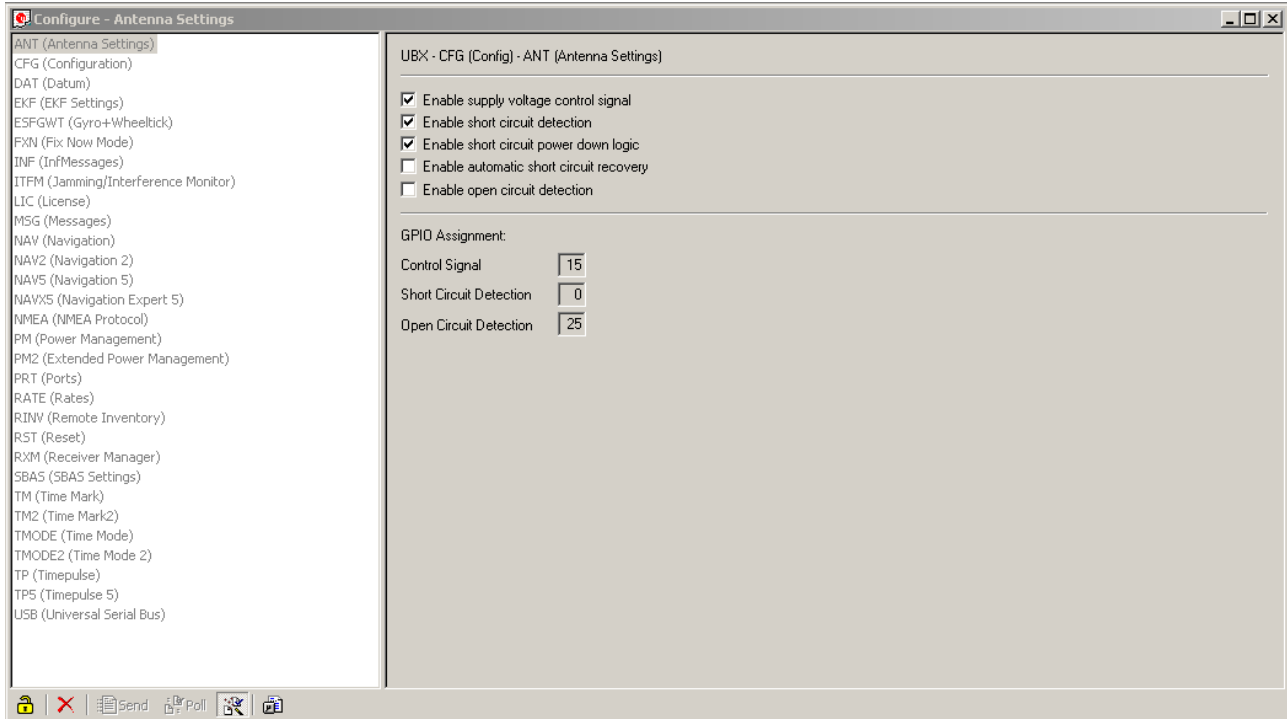 Configure - Antenna Settings
ANT (Antenna Settings)
CFG (Configuration)
DAT (Datum)
EKF (EKF Settings)
ESFGWT (Gyro+Wheeltick)
FXN (Fix Now Mode)
INF (InfMessages)
ITFM (Jamming/Interference Monitor)
LIC (License)
MSG (Messages)
NAV (Navigation)
NAV2 (Navigation 2)
NAV5 (Navigation 5)
NAVX5 (Navigation Expert 5)
NMEA (NMEA Protocol)
PM (Power Management)
PM2 (Extended Power Management)
PRT (Ports)
RATE (Rates)
RINV (Remote Inventory)
RST (Reset)
RXM (Receiver Manager)
SBAS (SBAS Settings)
TM (Time Mark)
TM2 (Time Mark2)
TMODE (Time Mode)
TMODE2 (Time Mode 2)
TP (Timepulse)
TP5 (Timepulse 5)
USB (Universal Serial Bus)
UBX - CFG (Config) - ANT (Antenna Settings)
Enable supply voltage control signal
Enable short circuit detection
Enable short circuit power down logic
Enable automatic short circuit recovery
Enable open circuit detection
GPIO Assignment:
Control Signal 15
Short Circuit Detection 0
Open Circuit Detection 25
Send Poll